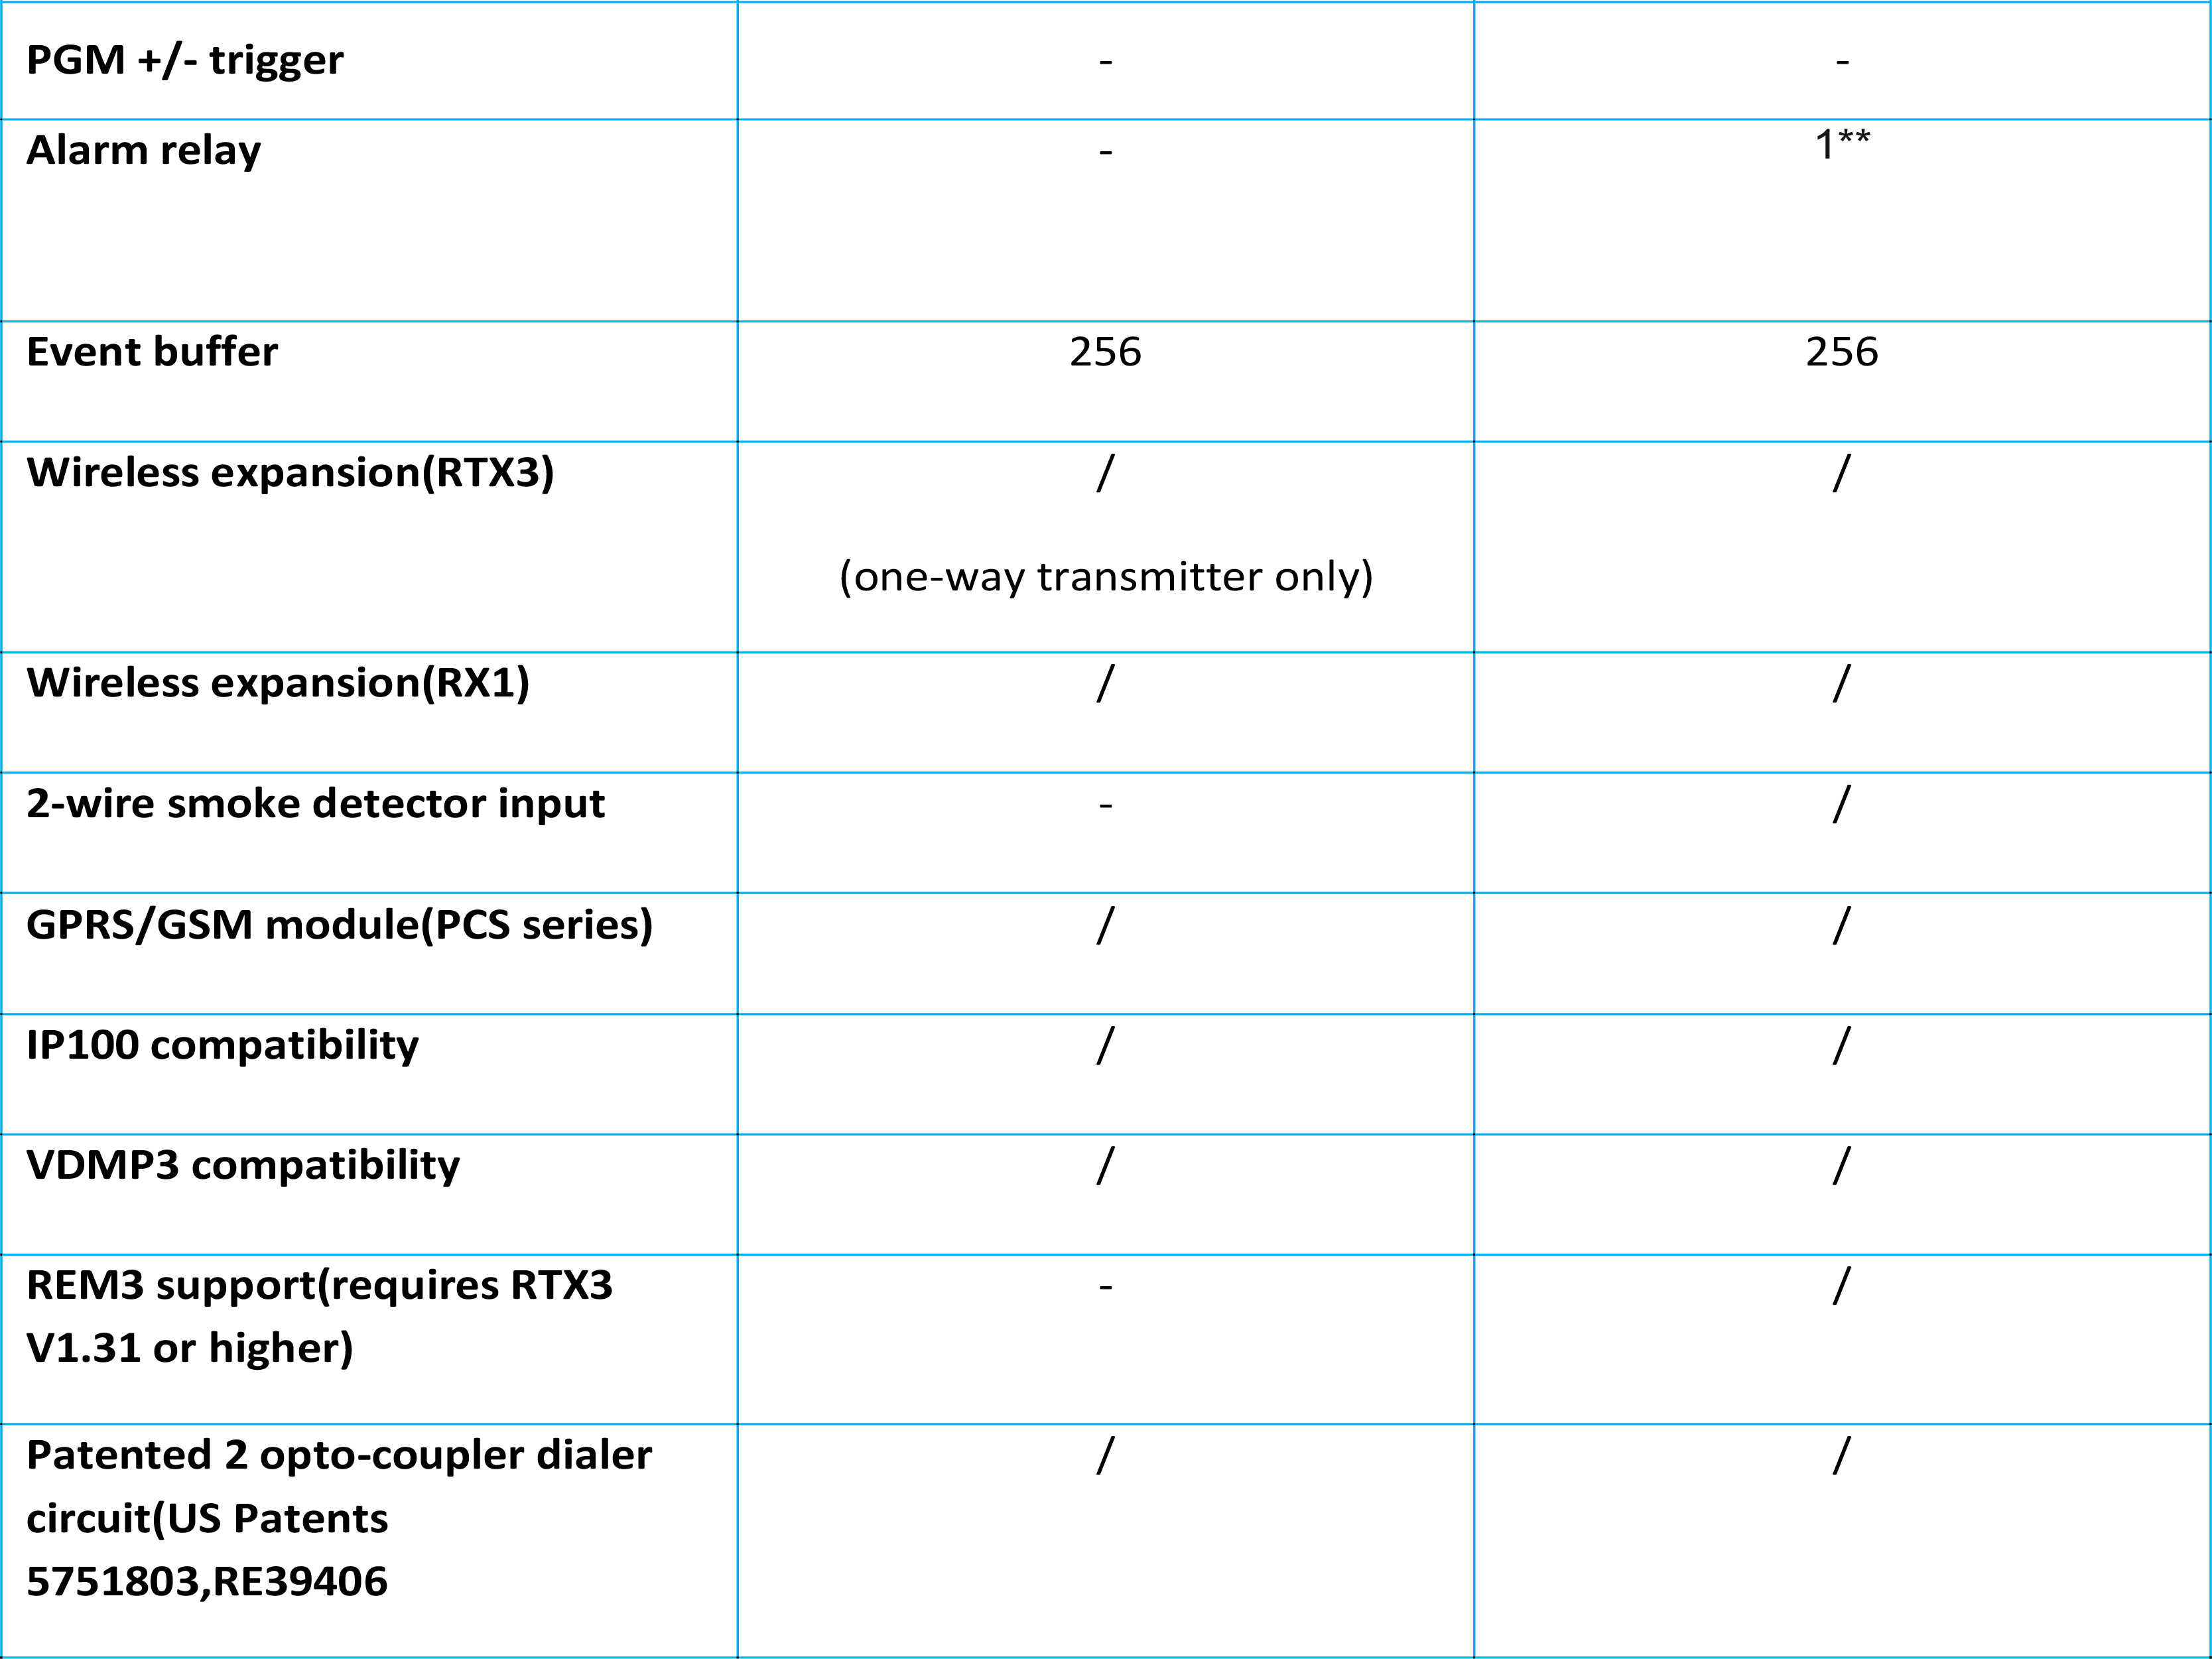 PGM +/- trigger - -
Alarm relay - 1**
Event buffer 256 256
Wireless expansion(RTX3) / /
(one-way transmitter only)
Wireless expansion(RX1) / /
2-wire smoke detector input - /
GPRS/GSM module(PCS series) / /
IP100 compatibility / /
VDMP3 compatibility / /
REM3 support(requires RTX3 - /
V1.31 or higher)
Patented 2 opto-coupler dialer / /
circuit(US Patents
5751803,RE39406